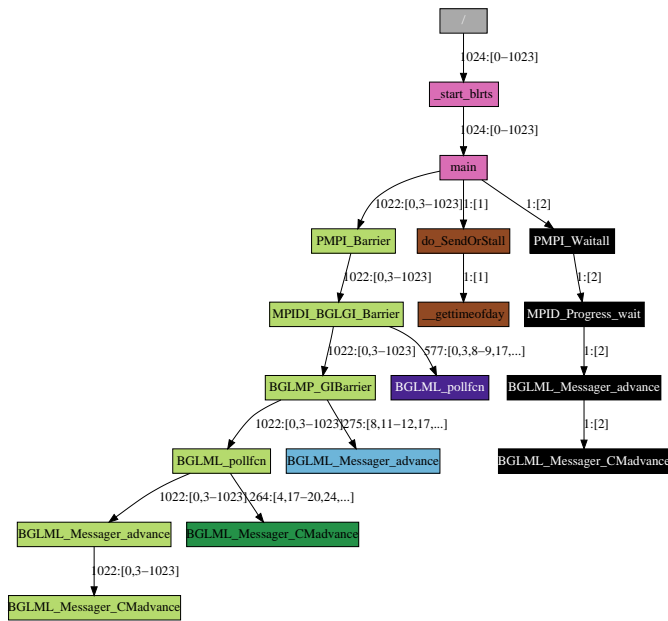 /
1024:[0–1023]
_start_blrts
1024:[0–1023]
main
1022:[0,3–1023] 1:[1] 1:[2]
PMPI_Barrier do_SendOrStall PMPI_Waitall
1022:[0,3–1023] 1:[1] 1:[2]
MPIDI_BGLGI_Barrier __gettimeofday MPID_Progress_wait
1022:[0,3–1023] 577:[0,3,8–9,17,...] 1:[2]
BGLMP_GIBarrier BGLML_pollfcn BGLML_Messager_advance
1022:[0,3–1023] 275:[8,11–12,17,...] 1:[2]
BGLML_pollfcn BGLML_Messager_advance BGLML_Messager_CMadvance
1022:[0,3–1023] 264:[4,17–20,24,...]
BGLML_Messager_advance BGLML_Messager_CMadvance
1022:[0,3–1023]
BGLML_Messager_CMadvance